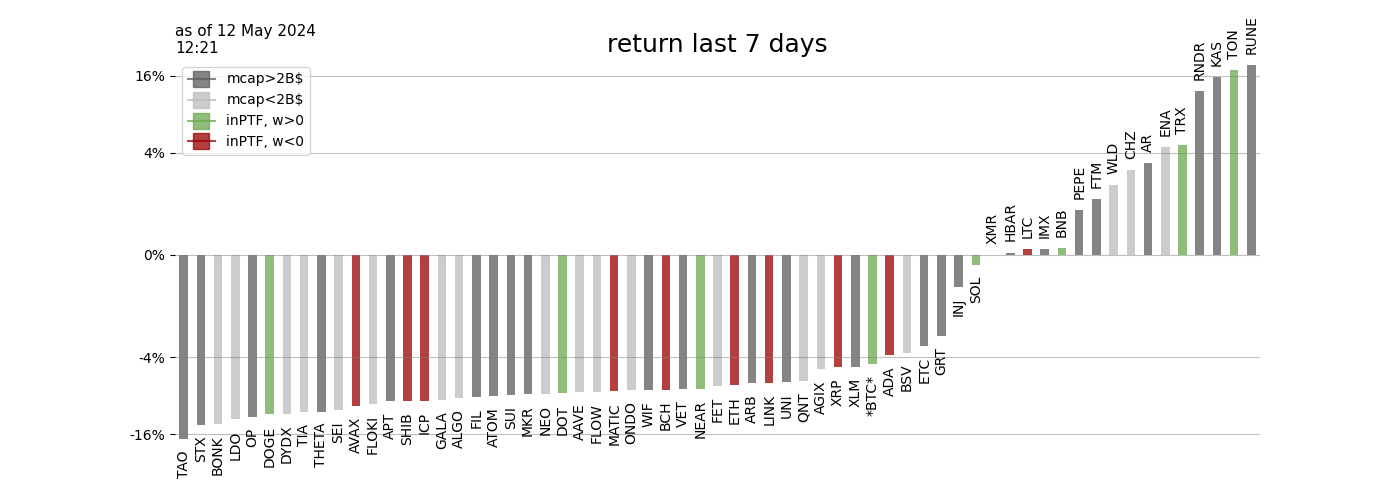 as of 12 May 2024
12:21
return last 7 days
mcap>2B$
mcap<2B$
inPTF, w>0
inPTF, w<0
16%
4%
0%
-4%
-16%
TAO
STX
BONK
LDO
OP
DOGE
DYDX
TIA
THETA
SEI
AVAX
FLOKI
APT
SHIB
ICP
GALA
ALGO
FIL
ATOM
SUI
MKR
NEO
DOT
AAVE
FLOW
MATIC
ONDO
WIF
BCH
VET
NEAR
FET
ETH
ARB
LINK
UNI
QNT
AGIX
XRP
XLM
*BTC*
ADA
BSV
ETC
GRT
INJ
SOL
XMR
HBAR
LTC
IMX
BNB
PEPE
FTM
WLD
CHZ
AR
ENA
TRX
RNDR
KAS
TON
RUNE